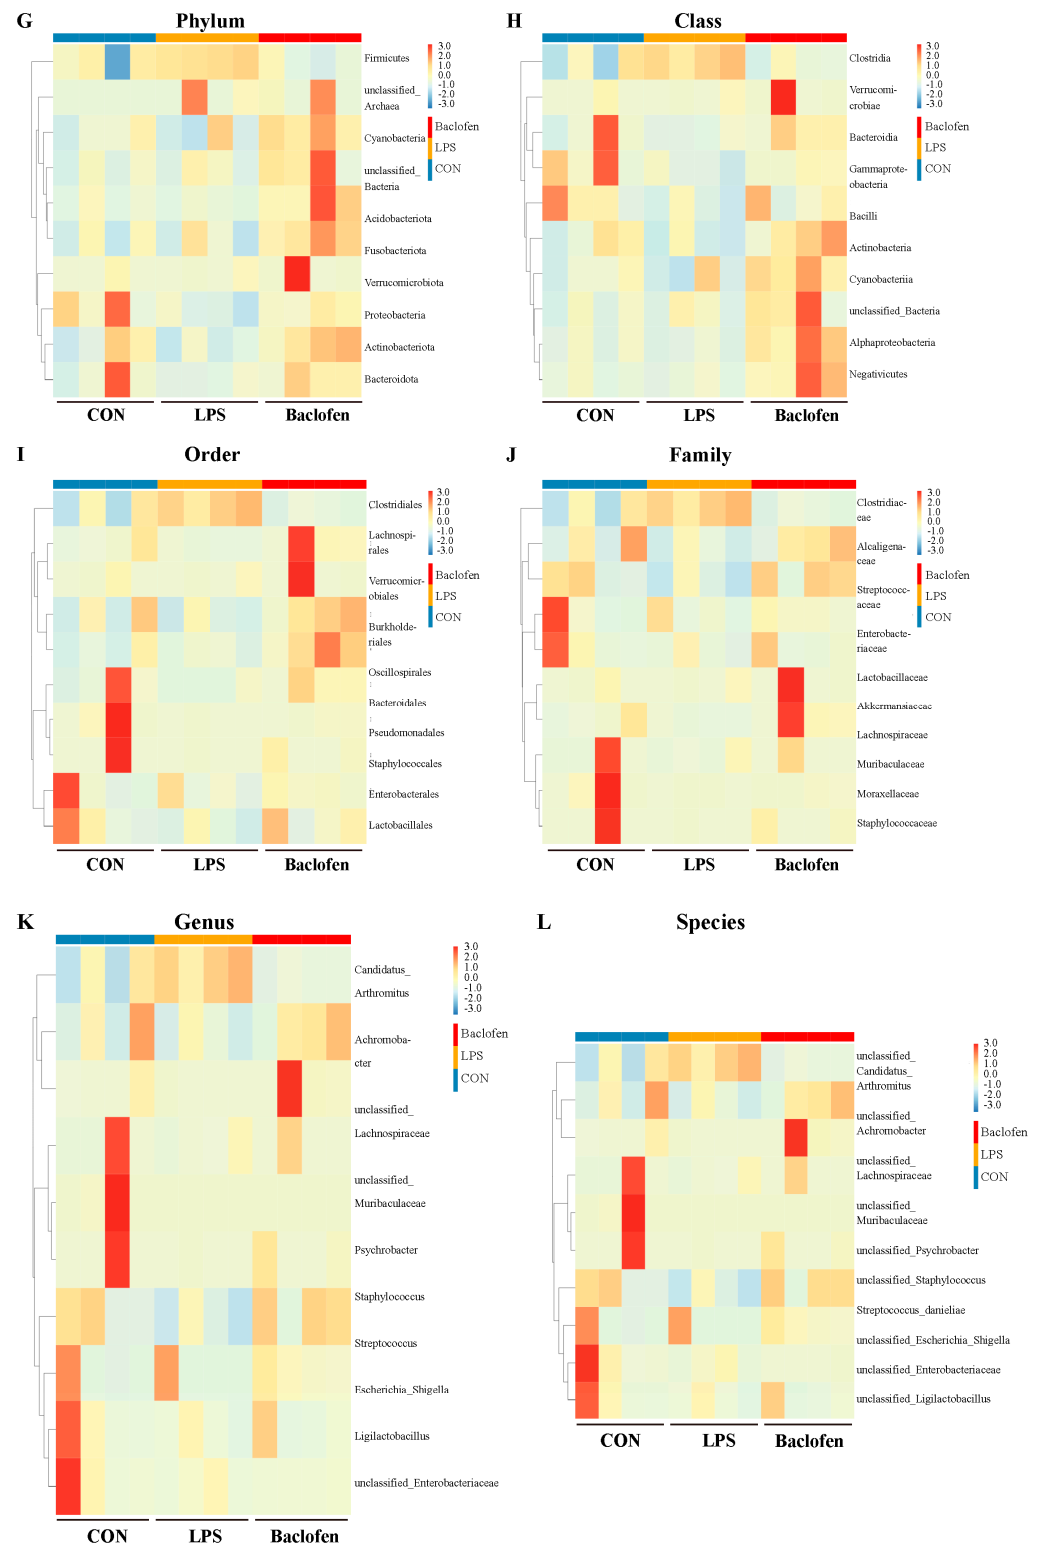 G Phylum
Firmicutes
unclassified_
Archaea
Cyanobacteria
unclassified_
Bacteria
Acidobacteriota
Fusobacteriota
Verrucomicrobiota
Proteobacteria
Actinobacteriota
Bacteroidota
3.0
2.0
1.0
0.0
-1.0
-2.0
-3.0
Baclofen
LPS
CON
CON LPS Baclofen
H Class
Clostridia
Verrucomi-
crobiae
Bacteroidia
Gammaprote-
obacteria
Bacilli
Actinobacteria
Cyanobacteriia
unclassified_Bacteria
Alphaproteobacteria
Negativicutes
3.0
2.0
1.0
0.0
-1.0
-2.0
-3.0
Baclofen
LPS
CON
CON LPS Baclofen
I Order
Clostridiales
Lachnospi-
rales
Verrucomicr-
obiales
Burkholde-
riales
Oscillospirales
Bacteroidales
Pseudomonadales
Staphylococcales
Enterobacterales
Lactobacillales
3.0
2.0
1.0
0.0
-1.0
-2.0
-3.0
Baclofen
LPS
CON
CON LPS Baclofen
J Family
Clostridiac-
eae
Alcaligena-
ceae
Streptococc-
aceae
Enterobacte-
riaceae
Lactobacillaceae
Akkermansiaceae
Lachnospiraceae
Muribaculaceae
Moraxellaceae
Staphylococcaceae
3.0
2.0
1.0
0.0
-1.0
-2.0
-3.0
Baclofen
LPS
CON
CON LPS Baclofen
K Genus
Candidatus_
Arthromitus
Achromoba-
cter
unclassified_
Lachnospiraceae
unclassified_
Muribaculaceae
Psychrobacter
Staphylococcus
Streptococcus
Escherichia_Shigella
Ligilactobacillus
unclassified_Enterobacteriaceae
3.0
2.0
1.0
0.0
-1.0
-2.0
-3.0
Baclofen
LPS
CON
CON LPS Baclofen
L Species
unclassified_
Candidatus_
Arthromitus
unclassified_
Achromobacter
unclassified_
Lachnospiraceae
unclassified_
Muribaculaceae
unclassified_Psychrobacter
unclassified_Staphylococcus
Streptococcus_danieliae
unclassified_Escherichia_Shigella
unclassified_Enterobacteriaceae
unclassified_Ligilactobacillus
3.0
2.0
1.0
0.0
-1.0
-2.0
-3.0
Baclofen
LPS
CON
CON LPS Baclofen